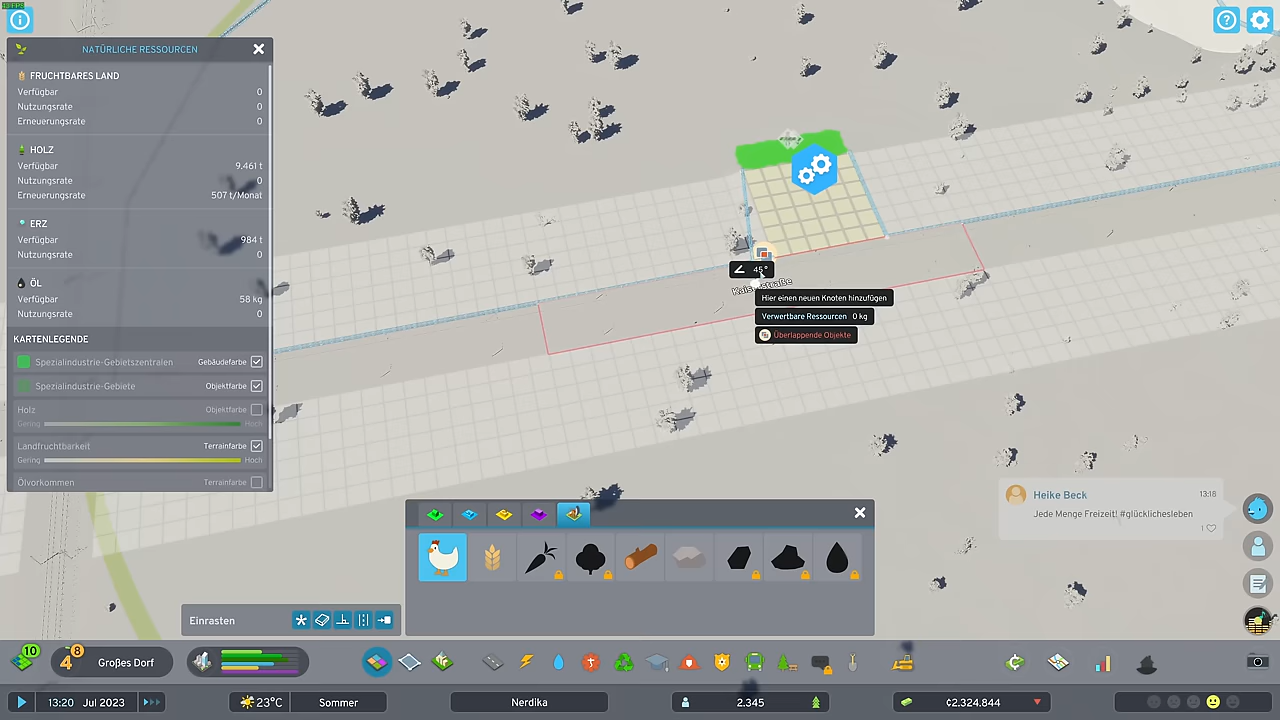 43 FPS
NATÜRLICHE RESSOURCEN
FRUCHTBARES LAND
Verfügbar 0
Nutzungsrate 0
Erneuerungsrate 0
HOLZ
Verfügbar 9.461 t
Nutzungsrate 0
Erneuerungsrate 507 t/Monat
ERZ
Verfügbar 984 t
Nutzungsrate 0
ÖL
Verfügbar 58 kg
Nutzungsrate 0
KARTENLEGENDE
Spezialindustrie-Gebietszentralen Gebäudefarbe
Spezialindustrie-Gebiete Objektfarbe
Holz Objektfarbe
Gering Hoch
Landfruchtbarkeit Terrainfarbe
Gering Hoch
Ölvorkommen Terrainfarbe
45°
Hier einen neuen Knoten hinzufügen
Verwertbare Ressourcen 0 kg
Überlappende Objekte
Heike Beck 13:18
Jede Menge Freizeit! #glücklichesleben
1
Einrasten
10
8
4 Großes Dorf
13:20 Jul 2023
23°C
Sommer
Nerdika
2.345
¢2.324.844